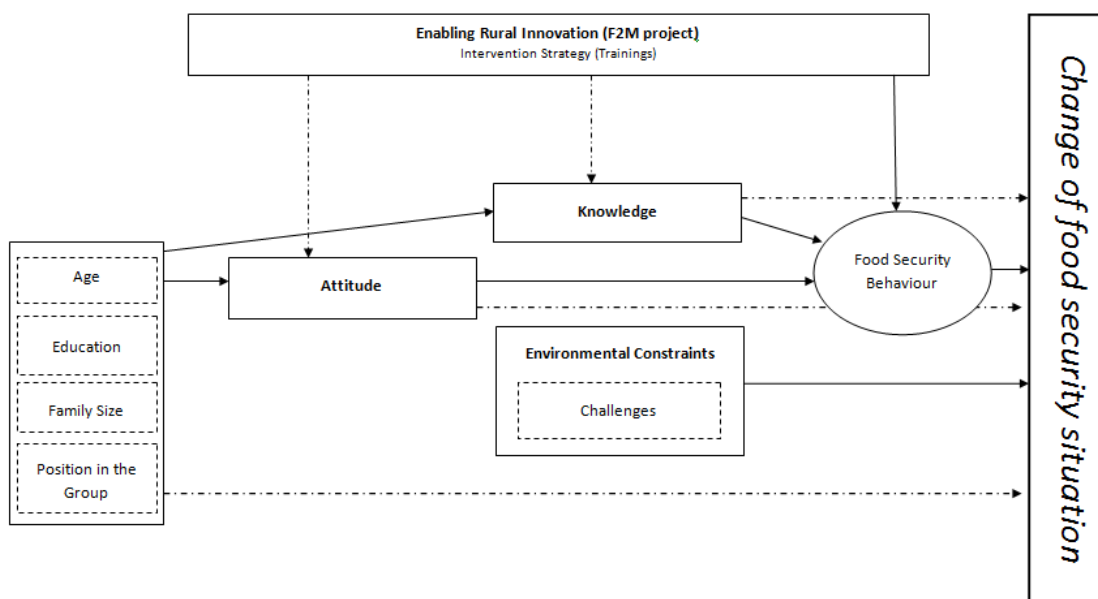 Enabling Rural Innovation (F2M project)
Intervention Strategy (Trainings)
Knowledge
Age
Attitude
Food Security
Behaviour
Education
Environmental Constraints
Family Size
Challenges
Position in the
Group
Change of food security situation